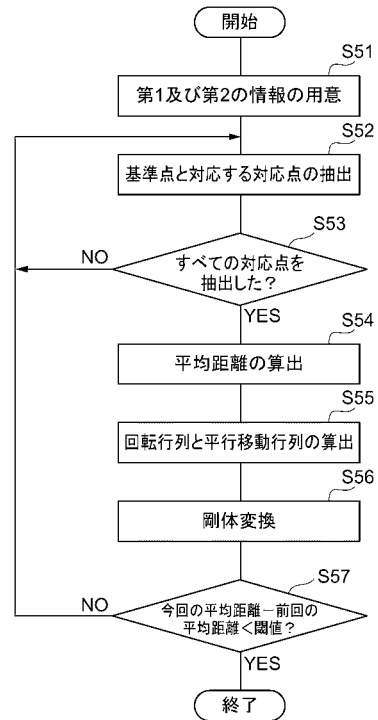 開始
S51
第1及び第2の情報の用意
S52
基準点と対応する対応点の抽出
S53
すべての対応点を
抽出した？
NO
YES
S54
平均距離の算出
S55
回転行列と平行移動行列の算出
S56
剛体変換
S57
今回の平均距離－前回の
平均距離＜閾値？
NO
YES
終了